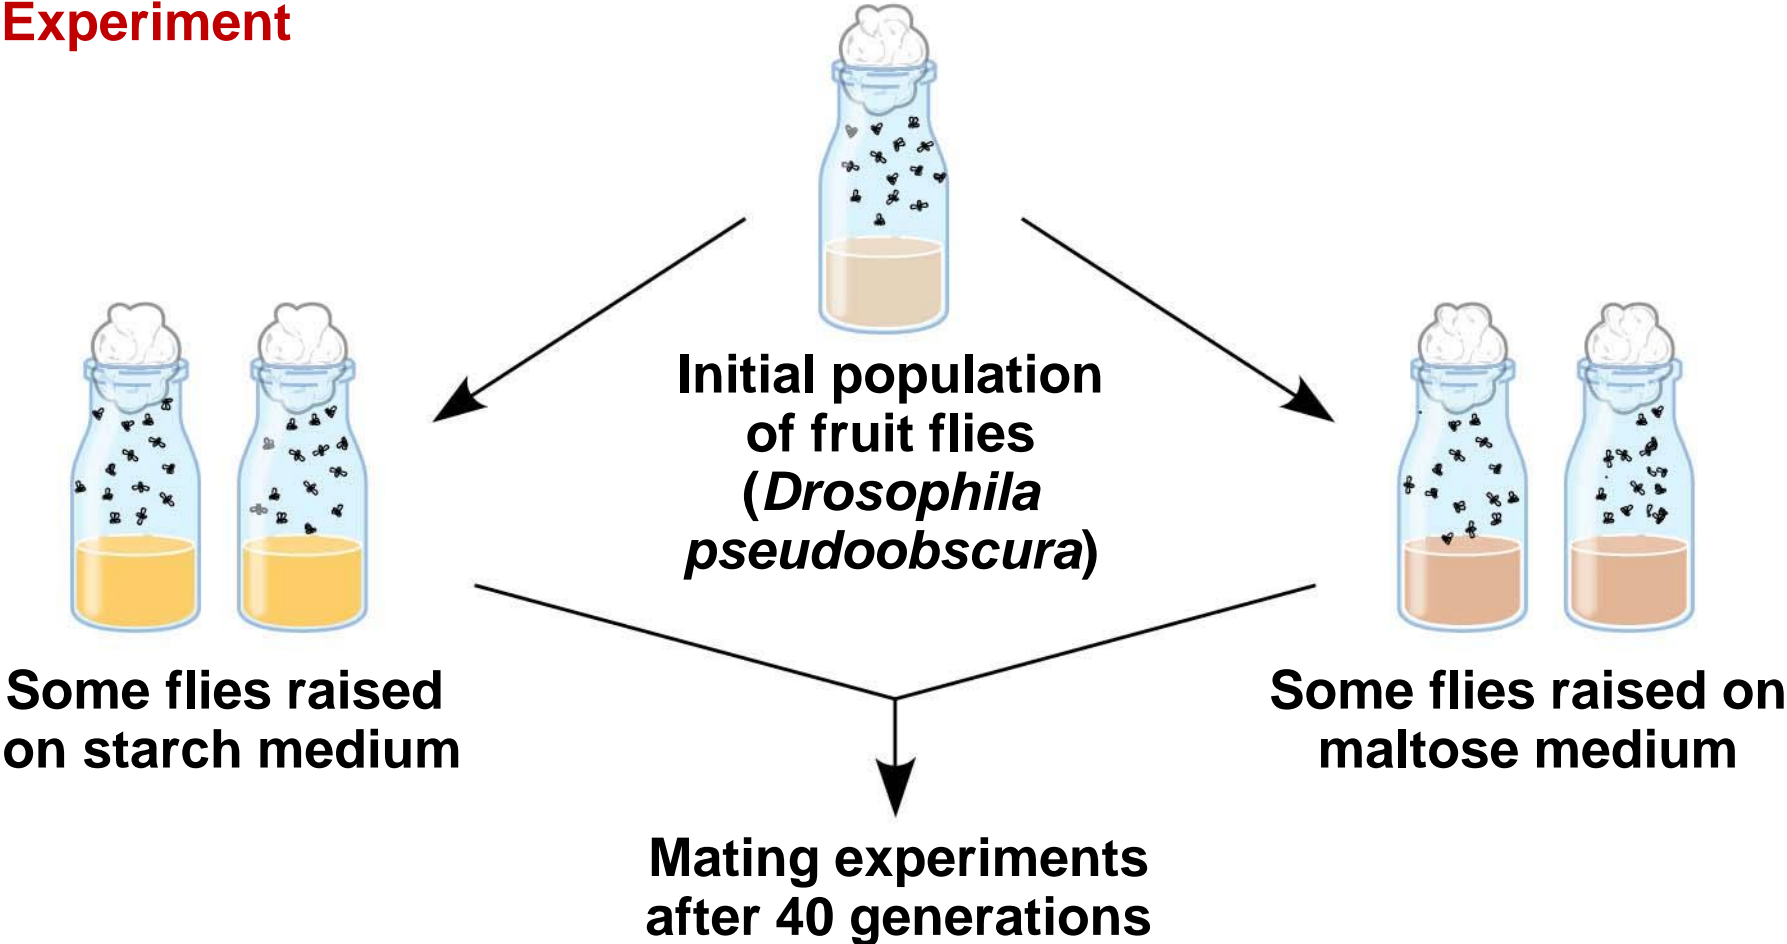 Experiment
Initial population
of fruit flies
(Drosophila
pseudoobscura)
Some flies raised
on starch medium
Some flies raised on
maltose medium
Mating experiments
after 40 generations